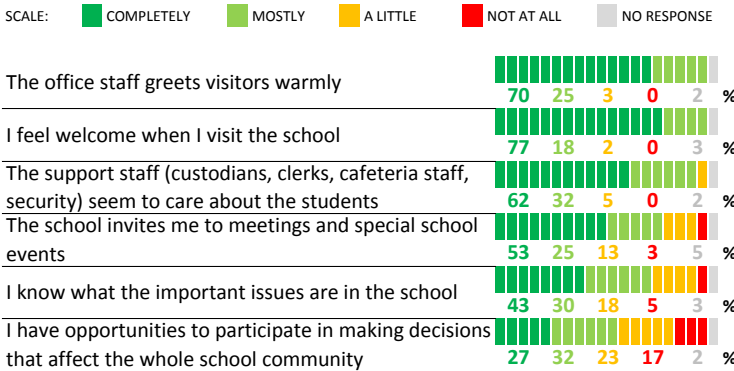 SCALE: COMPLETELY MOSTLY A LITTLE NOT AT ALL NO RESPONSE
The office staff greets visitors warmly
70 25 3 0 2 %
I feel welcome when I visit the school
77 18 2 0 3 %
The support staff (custodians, clerks, cafeteria staff,
security) seem to care about the students
62 32 5 0 2 %
The school invites me to meetings and special school
events
53 25 13 3 5 %
I know what the important issues are in the school
43 30 18 5 3 %
I have opportunities to participate in making decisions
that affect the whole school community
27 32 23 17 2 %